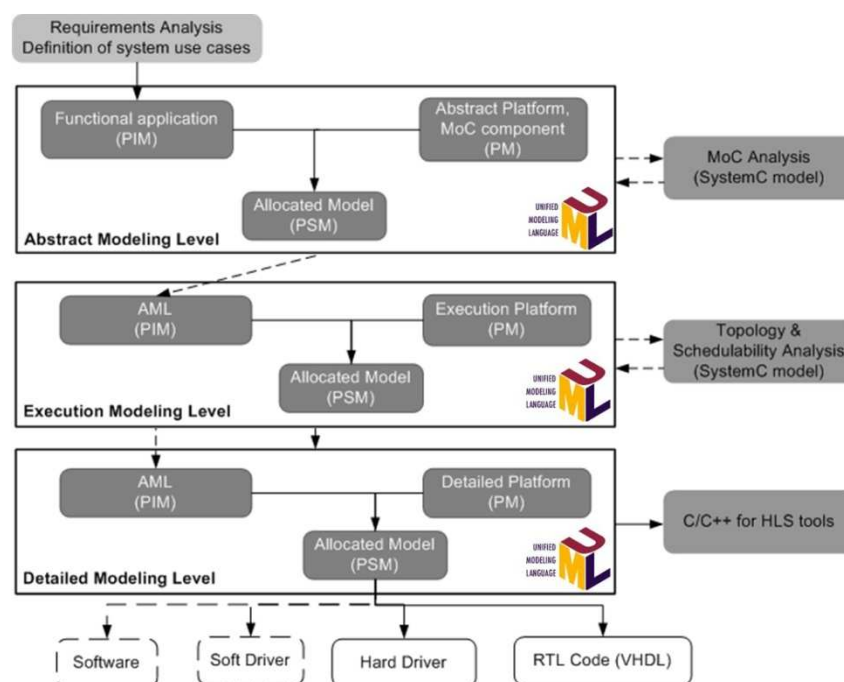 Requirements Analysis
Definition of system use cases
Functional application
(PIM)
Abstract Platform,
MoC component
(PM)
MoC Analysis
(SystemC model)
Allocated Model
(PSM)
Abstract Modeling Level
UNIFIED
MODELING
LANGUAGE
UML
AML
(PIM)
Execution Platform
(PM)
Topology &
Schedulability Analysis
(SystemC model)
Allocated Model
(PSM)
Execution Modeling Level
UNIFIED
MODELING
LANGUAGE
UML
AML
(PIM)
Detailed Platform
(PM)
C/C++ for HLS tools
Allocated Model
(PSM)
Detailed Modeling Level
UNIFIED
MODELING
LANGUAGE
UML
Software
Soft Driver
Hard Driver
RTL Code (VHDL)